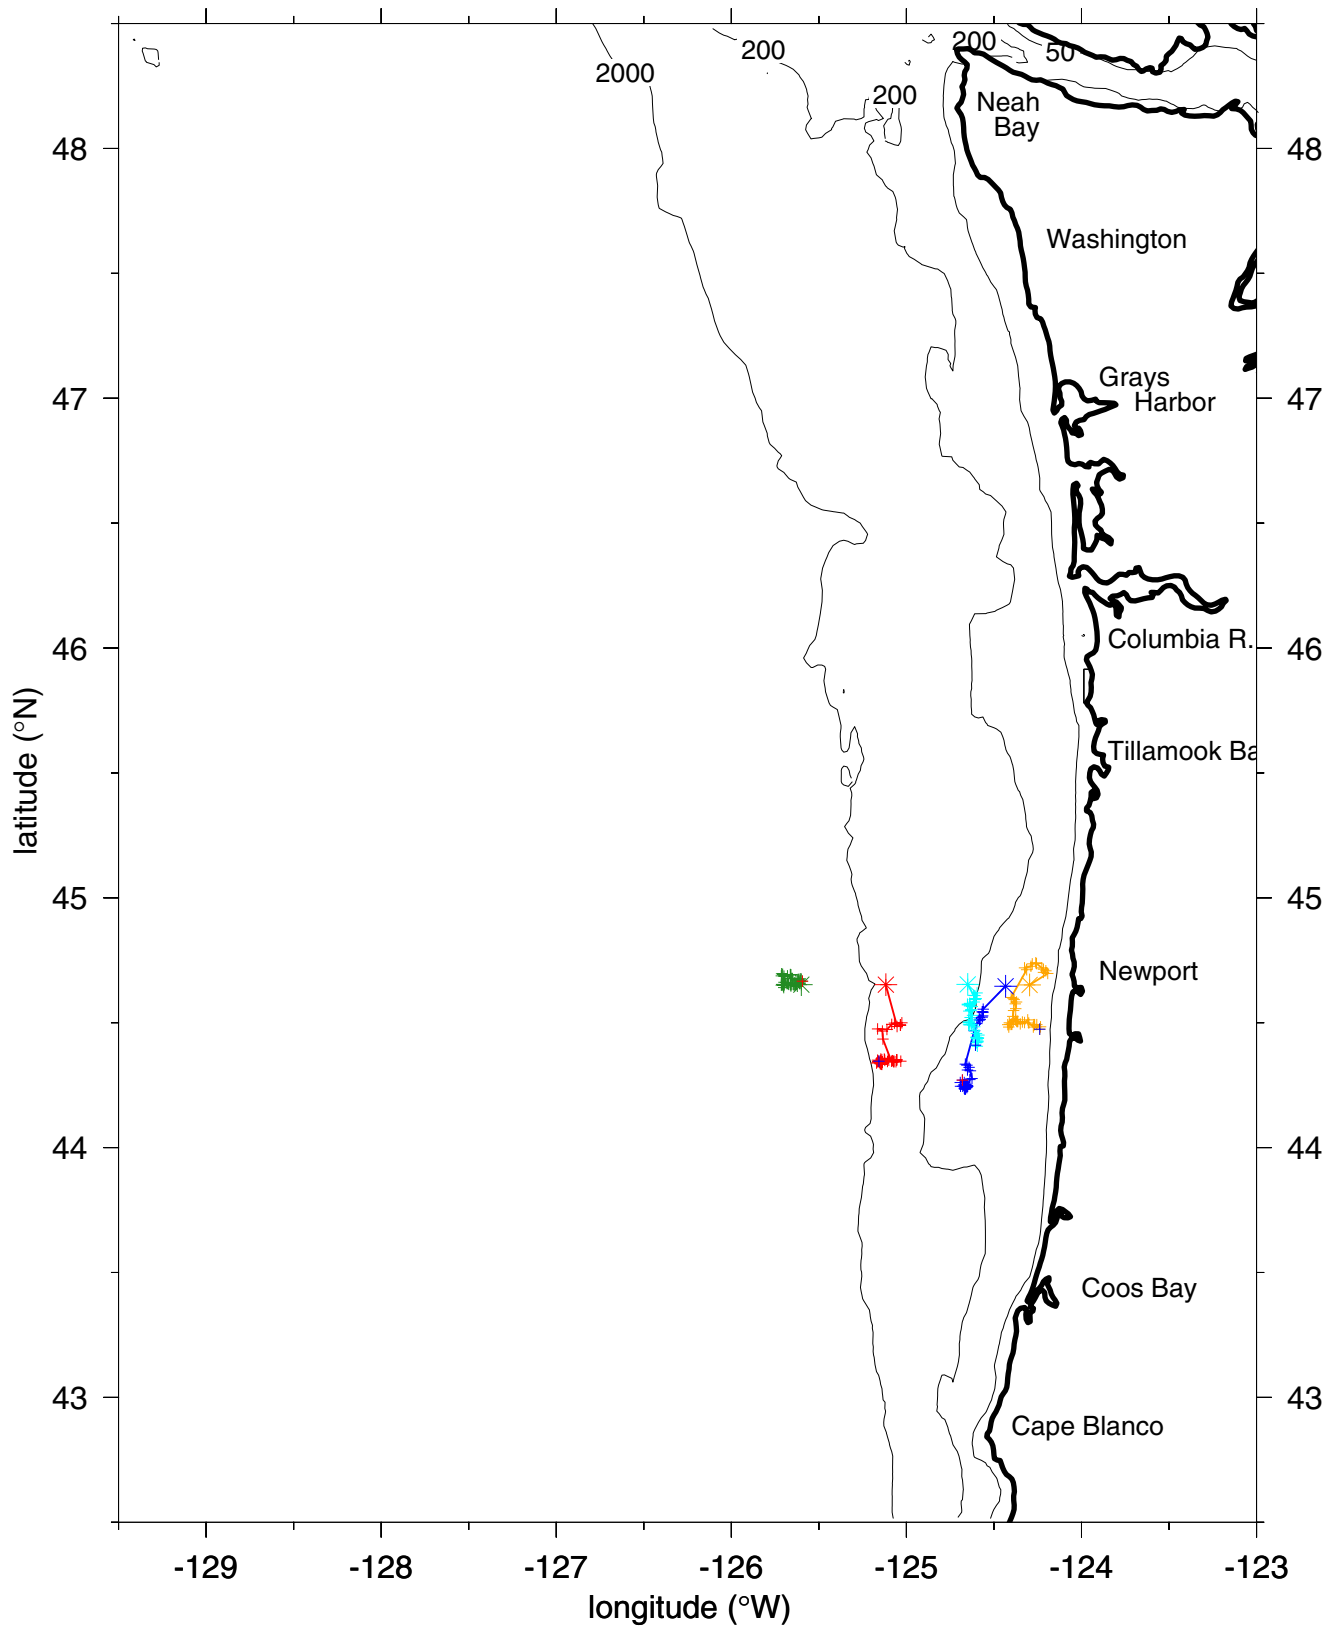 200
200
50
2000
200
Neah
Bay
48
48
Washington
Grays
47
Harbor
47
46
Columbia R.
46
latitude (°N)
Tillamook Ba
45
45
Newport
44
44
Coos Bay
43
43
Cape Blanco
-129
-128
-127
-126
-125
-124
-123
longitude (°W)